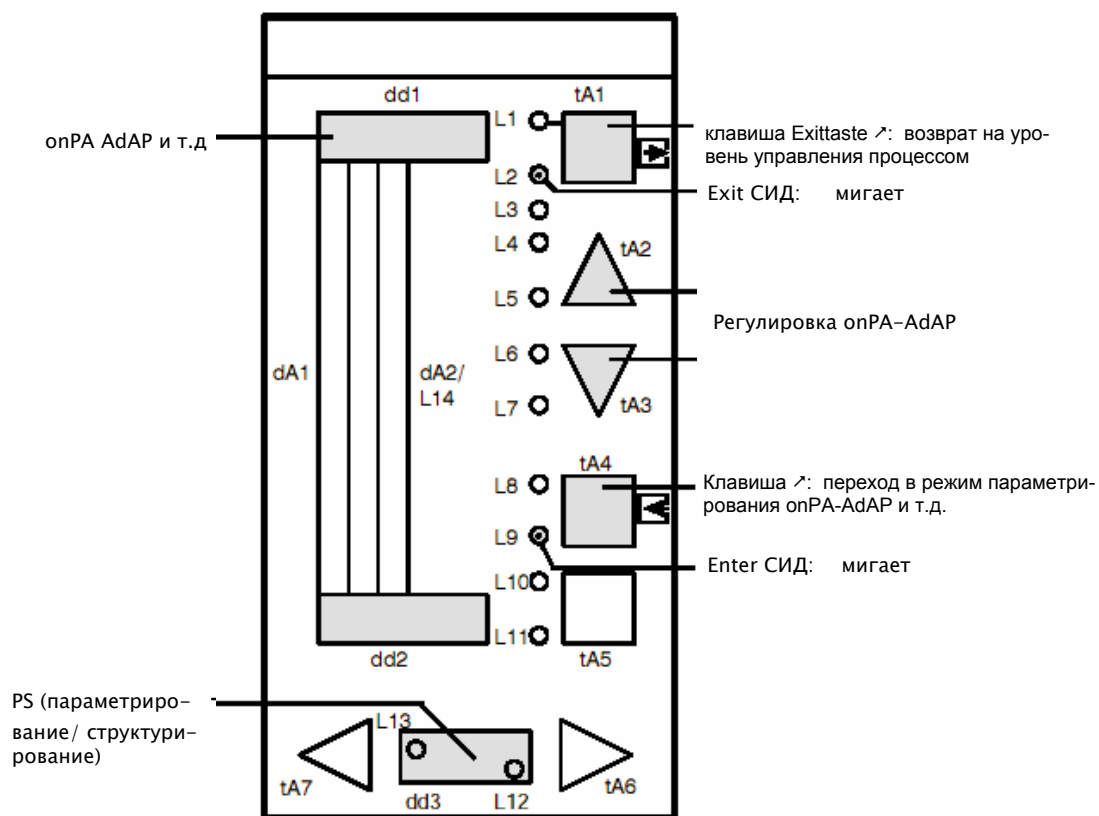 dd1
tA1
L1
onPA AdAP и т.д
клавиша Exittaste ↗: возврат на уро-
вень управления процессом
L2
Exit СИД: мигает
L3
L4
tA2
L5
Регулировка onPA-AdAP
L6
dA1
dA2/
L14
L7
tA3
tA4
L8
Клавиша ↗: переход в режим параметри-
рования onPA-AdAP и т.д.
L9
Enter СИД: мигает
L10
L11
dd2
tA5
PS (параметриро-
вание/ структури-
рование)
L13
tA7
dd3
L12
tA6